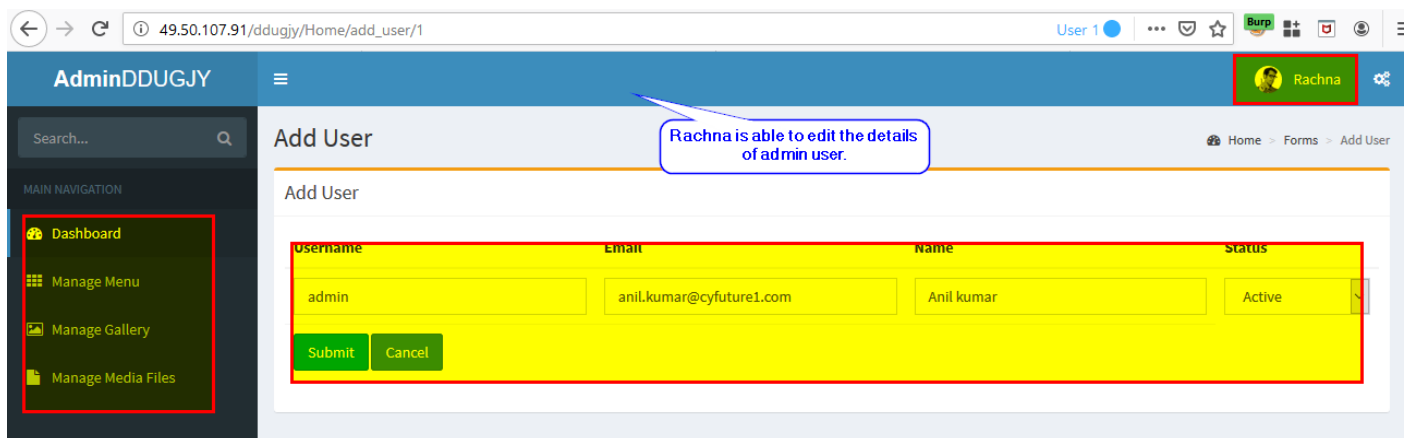 49.50.107.91/ddugjy/Home/add_user/1 User 1 Burp
AdminDDUGJY Rachna
Search... Add User Home > Forms > Add User
Rachna is able to edit the details
of admin user.
MAIN NAVIGATION Add User
Dashboard
Username Email Name Status
Manage Menu
admin anil.kumar@cyfuture1.com Anil kumar Active
Manage Gallery
Submit Cancel
Manage Media Files